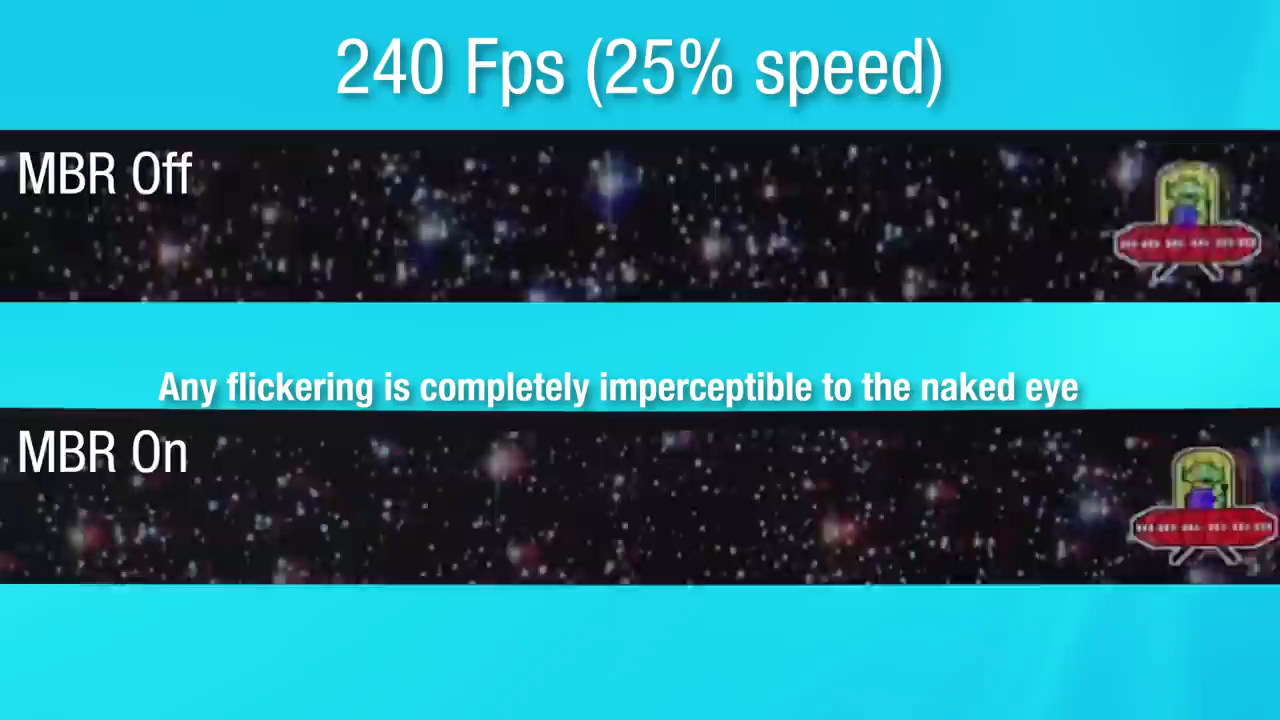 240 Fps (25% speed)
MBR Off
Any flickering is completely imperceptible to the naked eye
MBR On